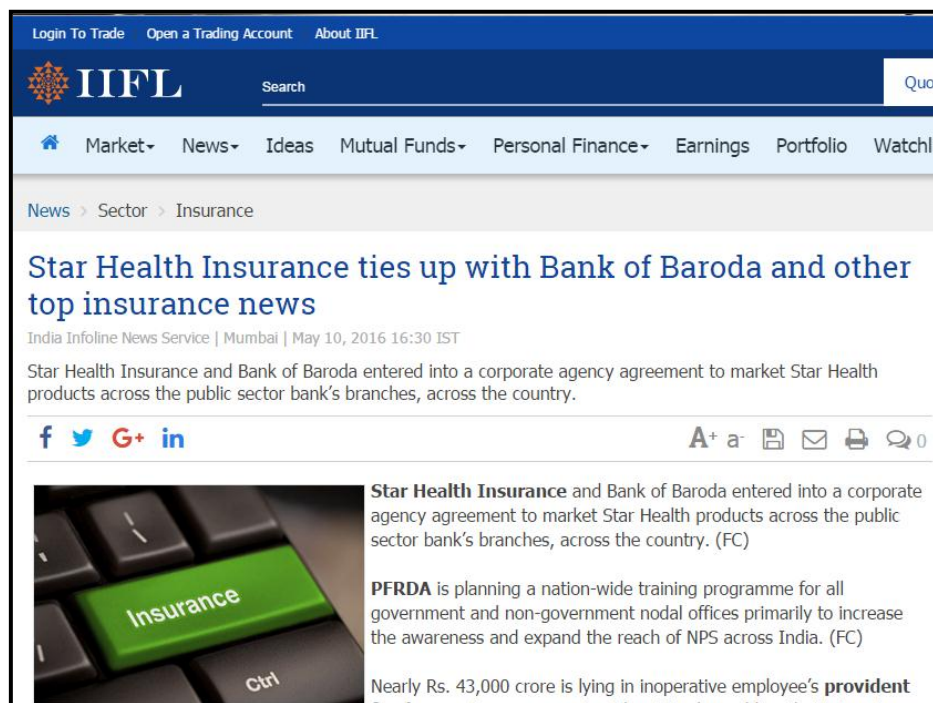 Login To Trade Open a Trading Account About IIFL
IIFL Search
Market News Ideas Mutual Funds Personal Finance Earnings Portfolio
News > Sector > Insurance
Star Health Insurance ties up with Bank of Baroda and other
top insurance news
India Infoline News Service | Mumbai | May 10, 2016 16:30 IST
Star Health Insurance and Bank of Baroda entered into a corporate agency agreement to market Star Health
products across the public sector bank's branches, across the country.
f G+ in A+ a- 0
Star Health Insurance and Bank of Baroda entered into a corporate
agency agreement to market Star Health products across the public
sector bank's branches, across the country. (FC)
PFRDA is planning a nation-wide training programme for all
government and non-government nodal offices primarily to increase
the awareness and expand the reach of NPS across India. (FC)
Nearly Rs. 43,000 crore is lying in inoperative employee's provident
Insurance
Ctrl